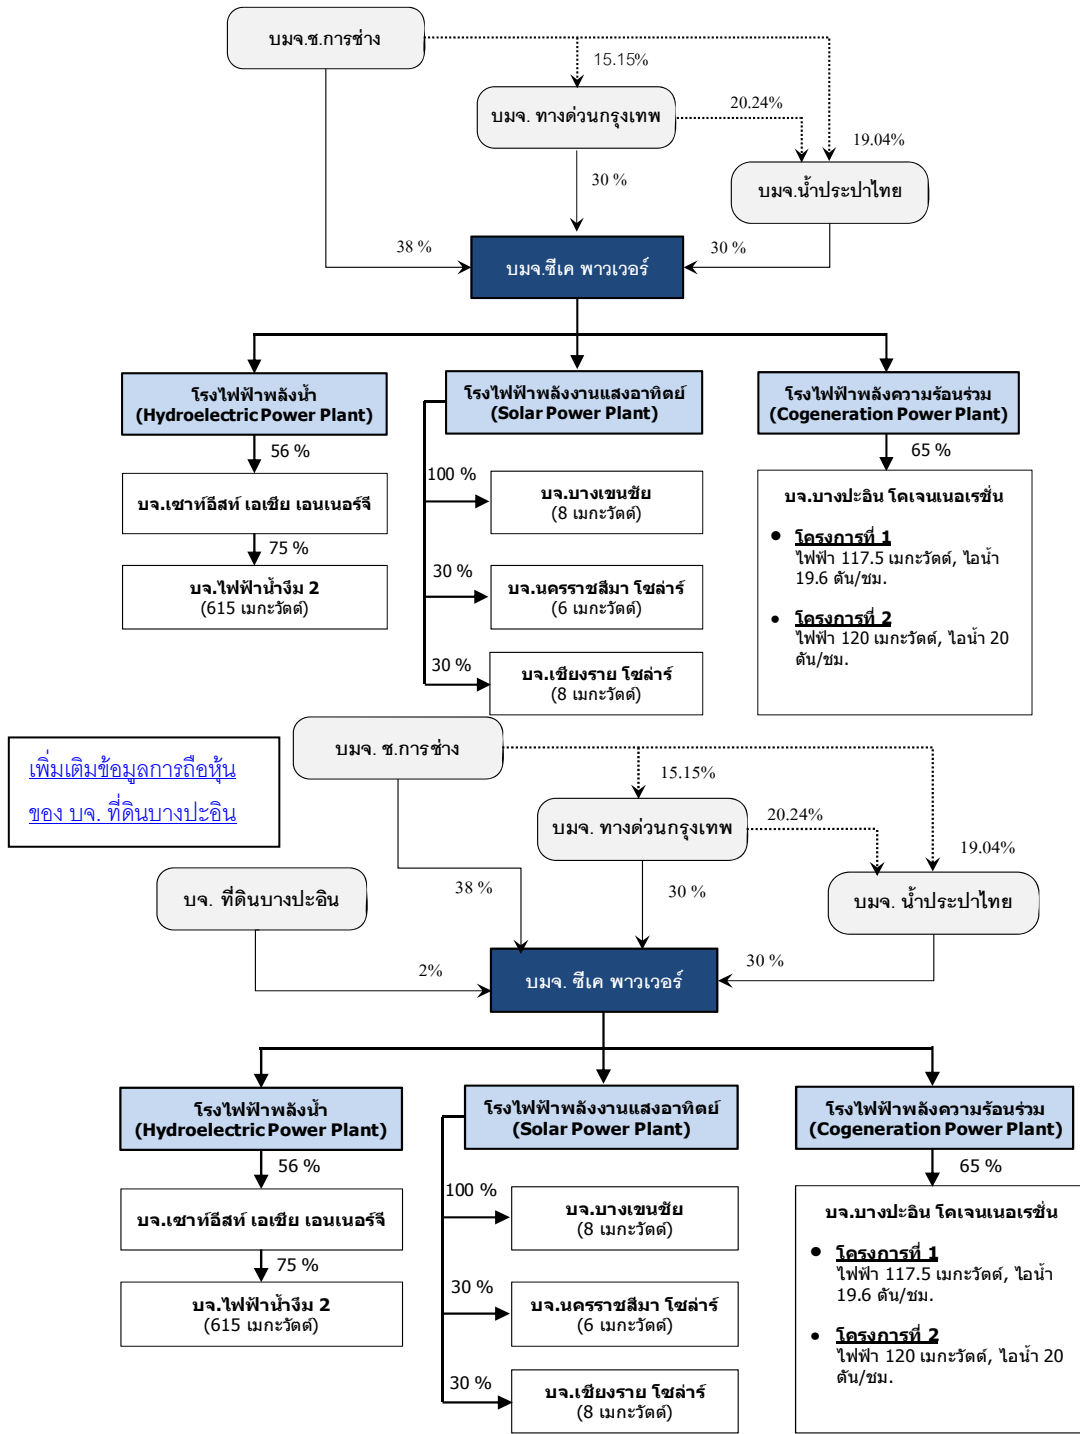 บมจ.ช.การช่าง
15.15%
บมจ. ทางด่วนกรุงเทพ
20.24%
19.04%
บมจ.น้ำประปาไทย
30 %
38 %
30 %
บมจ.ซีเค พาวเวอร์
โรงไฟฟ้าพลังน้ำ
(Hydroelectric Power Plant)
56 %
บจ.เซาท์อีสท์ เอเชีย เอนเนอร์จี
75 %
บจ.ไฟฟ้าน้ำงึม 2
(615 เมกะวัตต์)
โรงไฟฟ้าพลังงานแสงอาทิตย์
(Solar Power Plant)
100 %
บจ.บางเขนชัย
(8 เมกะวัตต์)
30 %
บจ.นครราชสีมา โซล่าร์
(6 เมกะวัตต์)
30 %
บจ.เชียงราย โซล่าร์
(8 เมกะวัตต์)
โรงไฟฟ้าพลังความร้อนร่วม
(Cogeneration Power Plant)
65 %
บจ.บางปะอิน โคเจนเนอเรชั่น
• โครงการที่ 1
ไฟฟ้า 117.5 เมกะวัตต์, ไอน้ำ
19.6 ตัน/ชม.
• โครงการที่ 2
ไฟฟ้า 120 เมกะวัตต์, ไอน้ำ 20
ตัน/ชม.
เพิ่มเติมข้อมูลการถือหุ้น
ของ บจ. ที่ดินบางปะอิน
บมจ. ช.การช่าง
15.15%
บมจ. ทางด่วนกรุงเทพ
20.24%
19.04%
บมจ. น้ำประปาไทย
บจ. ที่ดินบางปะอิน
38 %
30 %
30 %
2%
บมจ. ซีเค พาวเวอร์
โรงไฟฟ้าพลังน้ำ
(Hydroelectric Power Plant)
56 %
บจ.เซาท์อีสท์ เอเชีย เอนเนอร์จี
75 %
บจ.ไฟฟ้าน้ำงึม 2
(615 เมกะวัตต์)
โรงไฟฟ้าพลังงานแสงอาทิตย์
(Solar Power Plant)
100 %
บจ.บางเขนชัย
(8 เมกะวัตต์)
30 %
บจ.นครราชสีมา โซล่าร์
(6 เมกะวัตต์)
30 %
บจ.เชียงราย โซล่าร์
(8 เมกะวัตต์)
โรงไฟฟ้าพลังความร้อนร่วม
(Cogeneration Power Plant)
65 %
บจ.บางปะอิน โคเจนเนอเรชั่น
• โครงการที่ 1
ไฟฟ้า 117.5 เมกะวัตต์, ไอน้ำ
19.6 ตัน/ชม.
• โครงการที่ 2
ไฟฟ้า 120 เมกะวัตต์, ไอน้ำ 20
ตัน/ชม.